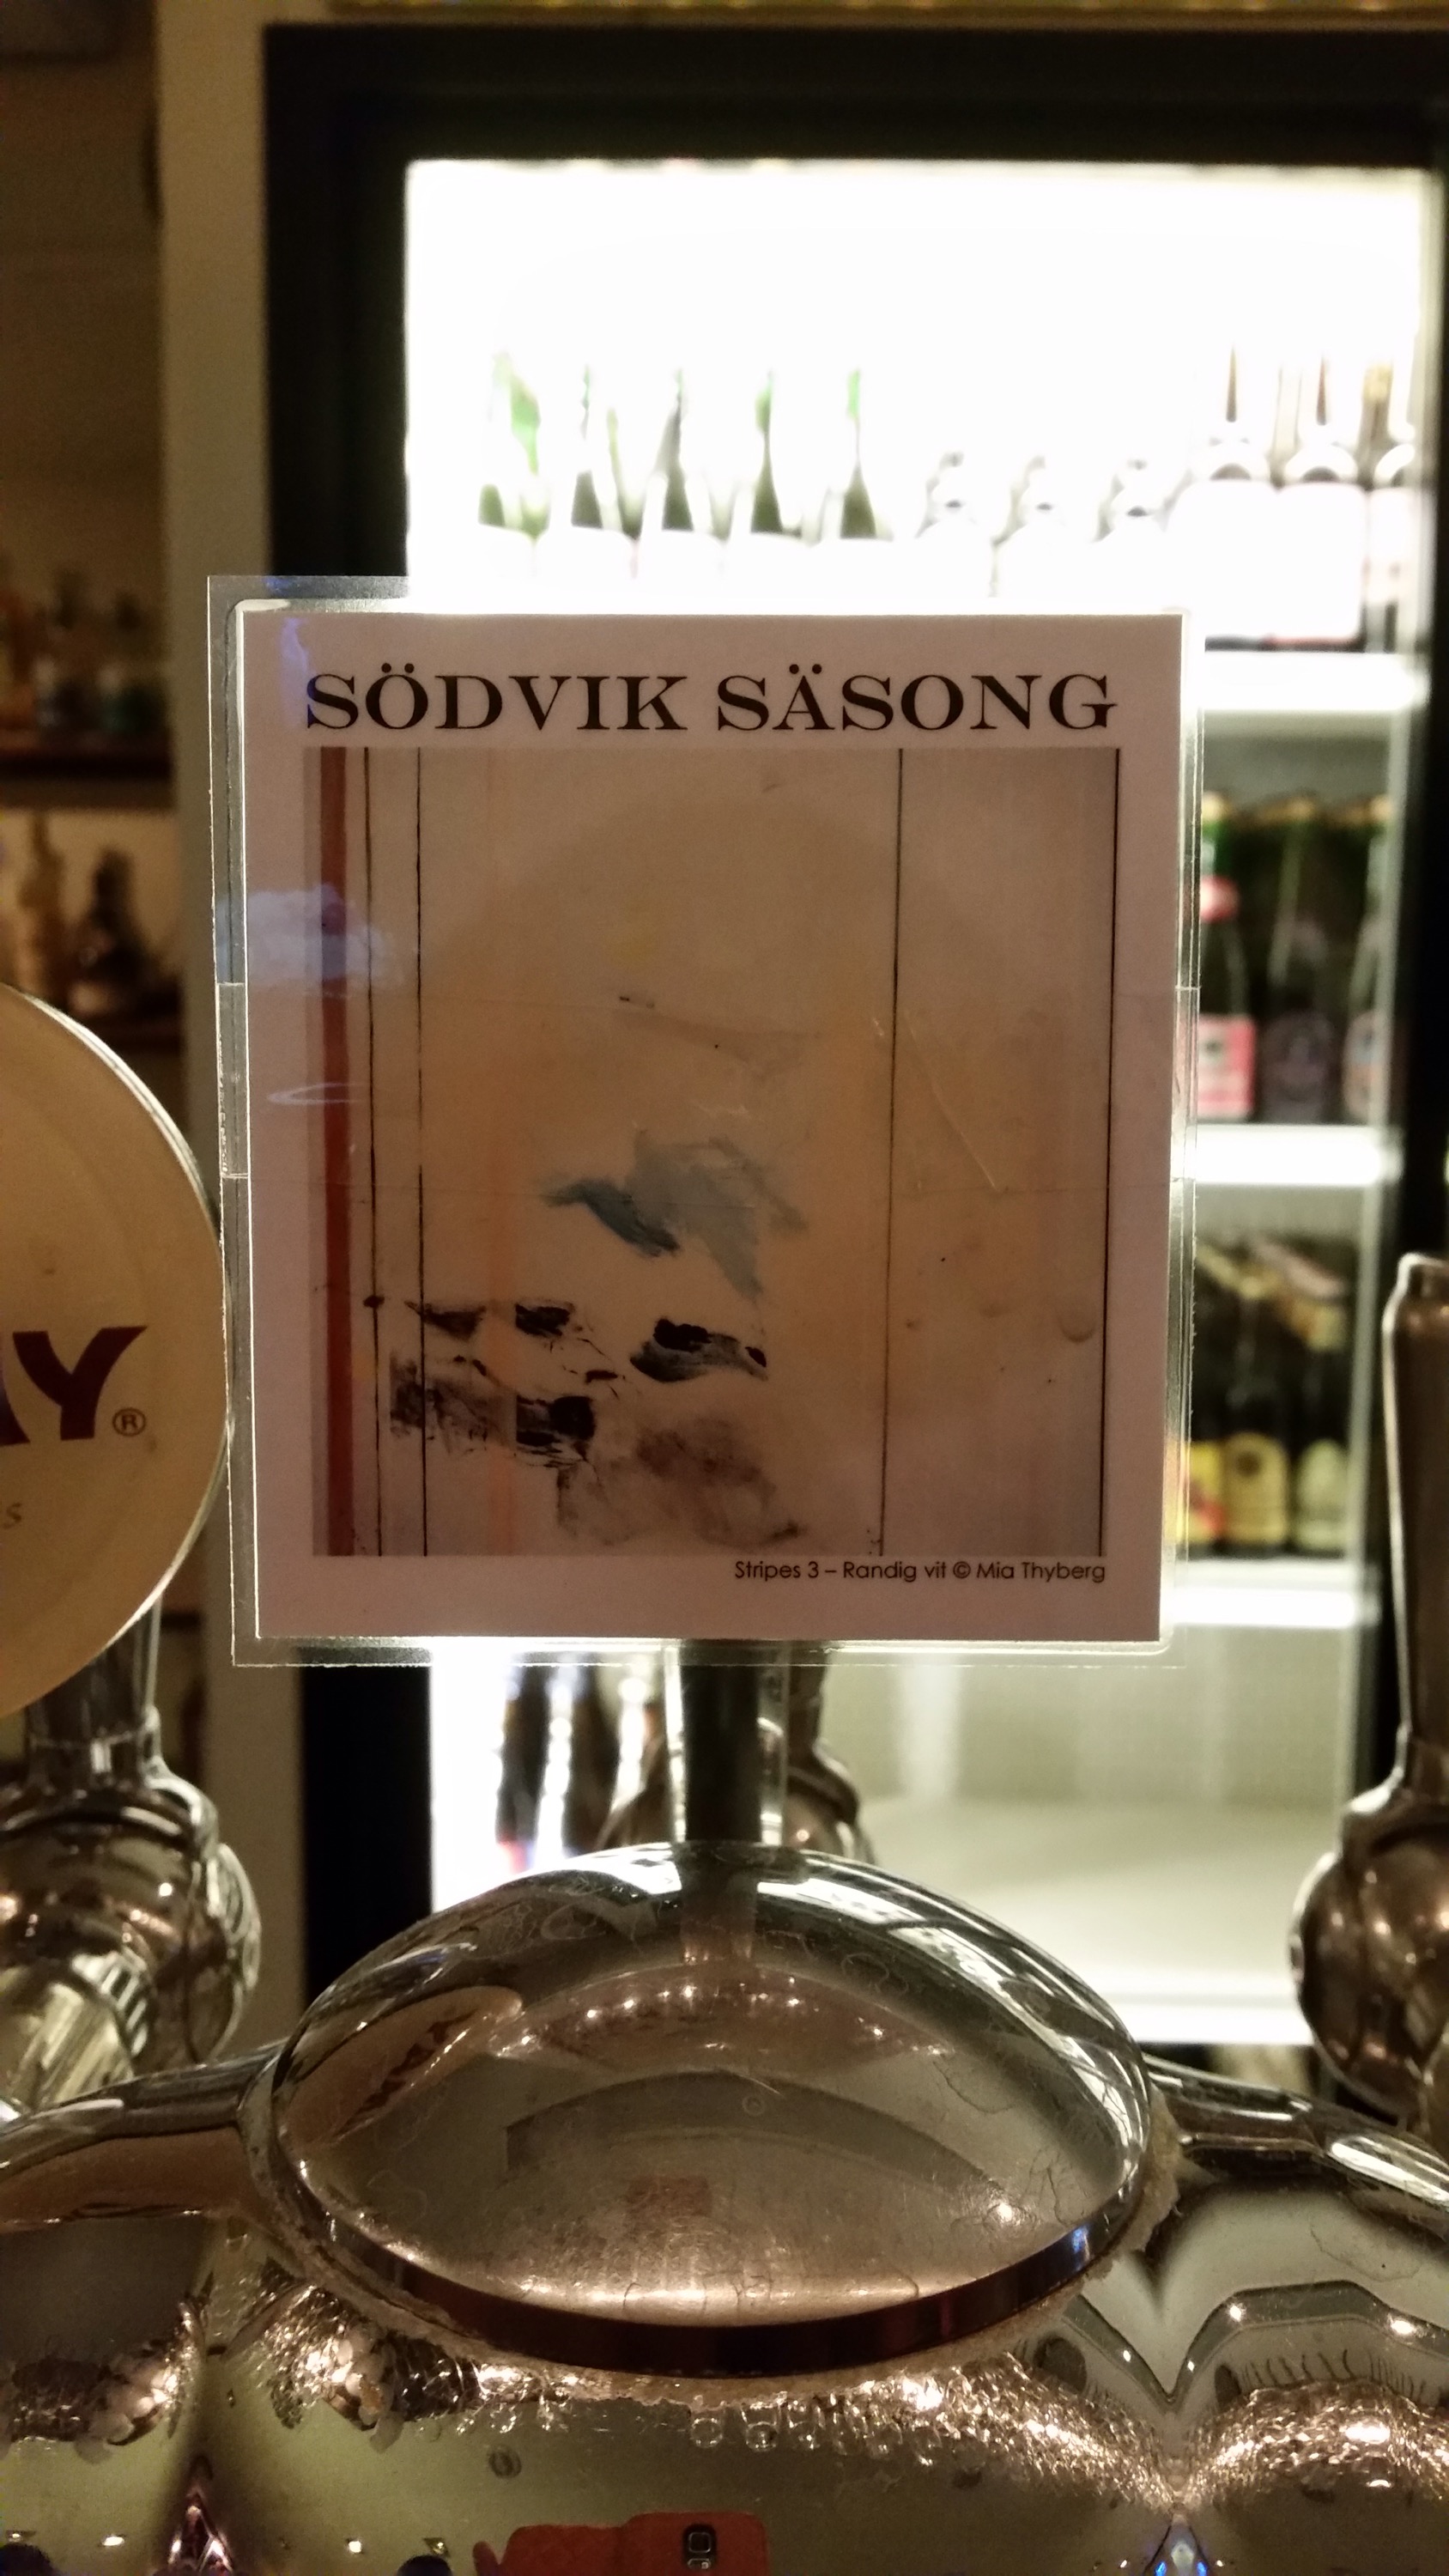 SÖDVIK SÄSONG
Stripes 3 – Randig vit © Mia Thyberg
Y®
s